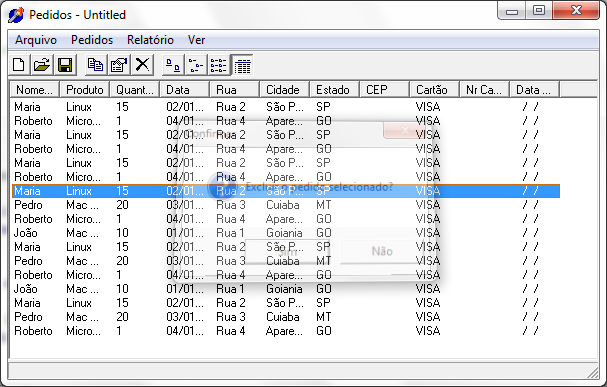 Pedidos - Untitled
Arquivo Pedidos Relatório Ver
Nome... Produto Quant... Data Rua Cidade Estado CEP Cartão Nr Ca... Data ...
Maria Linux 15 02/01... Rua 2 São P... SP VISA / /
Roberto Micro... 1 04/01... Rua 4 Apare... GO VISA / /
Maria Linux 15 02/01... Rua 2 São P... SP VISA / /
Roberto Micro... 1 04/01... Rua 4 Apare... GO VISA / /
Maria Linux 15 02/01... Rua 2 São P... SP VISA / /
Roberto Micro... 1 04/01... Rua 4 Apare... GO VISA / /
Maria Linux 15 02/01... Rua 2 São P... SP VISA / /
Pedro Mac ... 20 03/01... Rua 3 Cuiaba MT VISA / /
Roberto Micro... 1 04/01... Rua 4 Apare... GO VISA / /
João Mac ... 10 01/01... Rua 1 Goiania GO VISA / /
Maria Linux 15 02/01... Rua 2 São P... SP VISA / /
Pedro Mac ... 20 03/01... Rua 3 Cuiaba MT VISA / /
Roberto Micro... 1 04/01... Rua 4 Apare... GO VISA / /
João Mac ... 10 01/01... Rua 1 Goiania GO VISA / /
Maria Linux 15 02/01... Rua 2 São P... SP VISA / /
Pedro Mac ... 20 03/01... Rua 3 Cuiaba MT VISA / /
Roberto Micro... 1 04/01... Rua 4 Apare... GO VISA / /
Excluir o pedido selecionado?
Sim Não